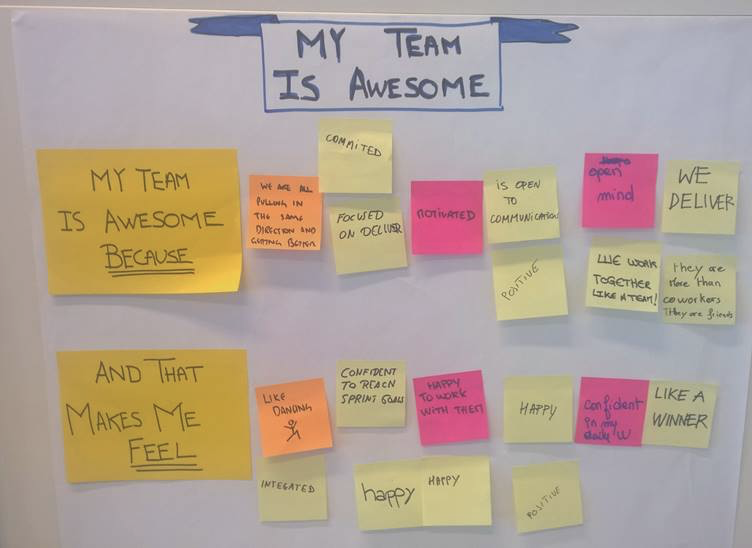 MY TEAM
IS AWESOME
MY TEAM
IS AWESOME
BECAUSE
WE ARE ALL
PULLING IN
THE SAME
DIRECTION AND
GETTING BETTER
COMMITED
FOCUSED
ON DELIVER
MOTIVATED
IS OPEN
TO
COMMUNICATION
POSITIVE
open
mind
WE
DELIVER
WE WORK
TOGETHER
LIKE A TEAM!
they are
more than
coworkers
They are friends
AND THAT
MAKES ME
FEEL
LIKE
DANCING
INTEGATED
CONFIDENT
TO REACH
SPRINT GOALS
happy
HAPPY
HAPPY
TO WORK
WITH THEM
HAPPY
POSITIVE
confident
in my
daily W
LIKE A
WINNER